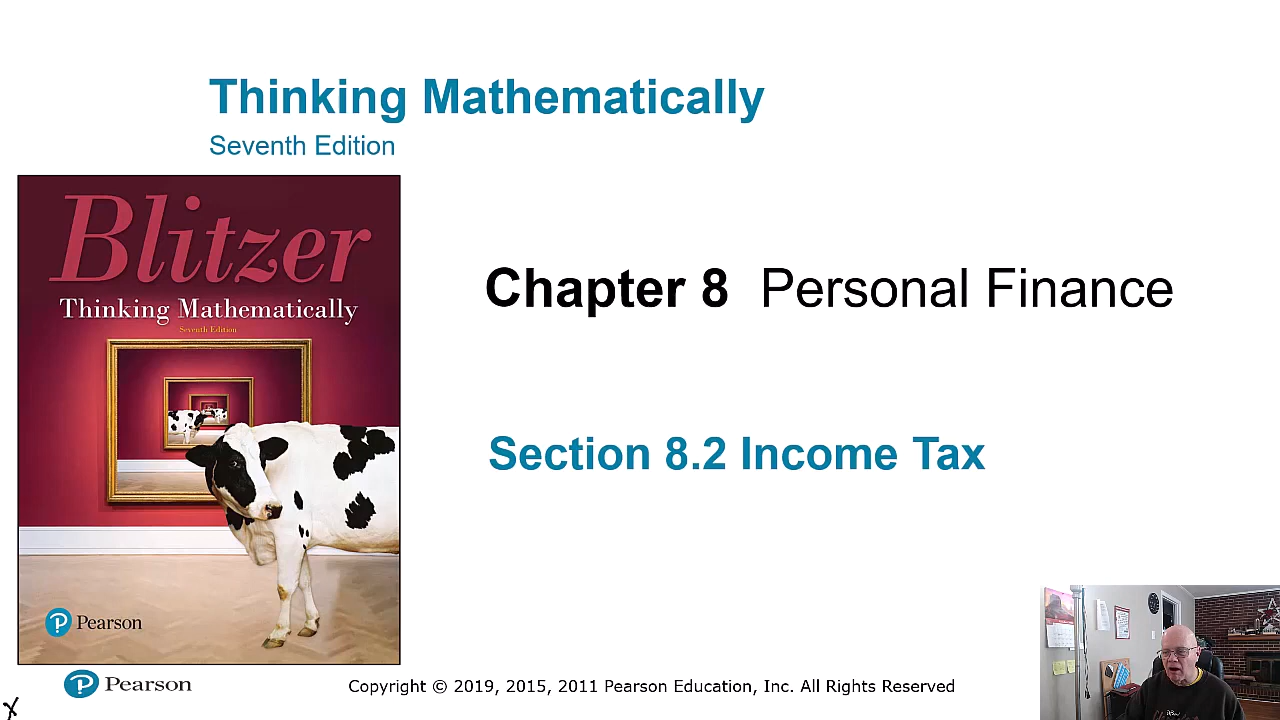 Thinking Mathematically
Seventh Edition
Blitzer
Thinking Mathematically
Seventh Edition
Pearson
Chapter 8 Personal Finance
Section 8.2 Income Tax
Pearson
Copyright © 2019, 2015, 2011 Pearson Education, Inc. All Rights Reserved